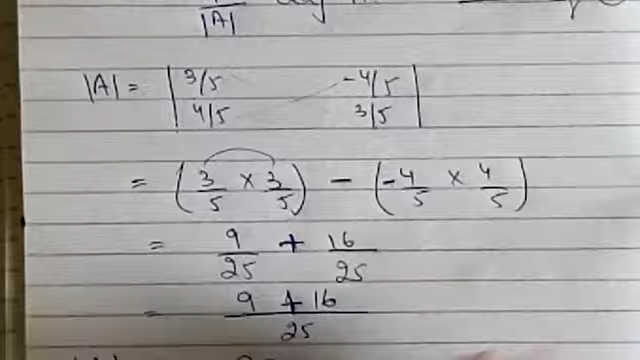 |A|
|A| = | 3/5 -4/5 |
| 4/5 3/5 |
= ( 3/5 × 3/5 ) - ( -4/5 × 4/5 )
= 9/25 + 16/25
= 9 + 16 / 25